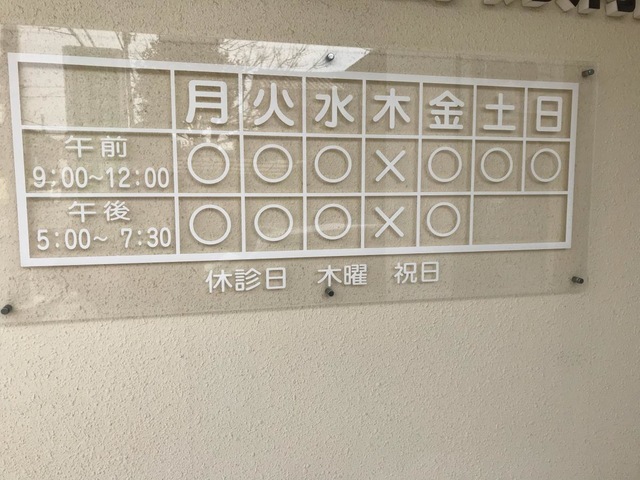 月 火 水 木 金 土 日
午前
9:00~12:00 ○ ○ ○ × ○ ○ ○
午後
5:00~ 7:30 ○ ○ ○ × ○
休診日 木曜 祝日